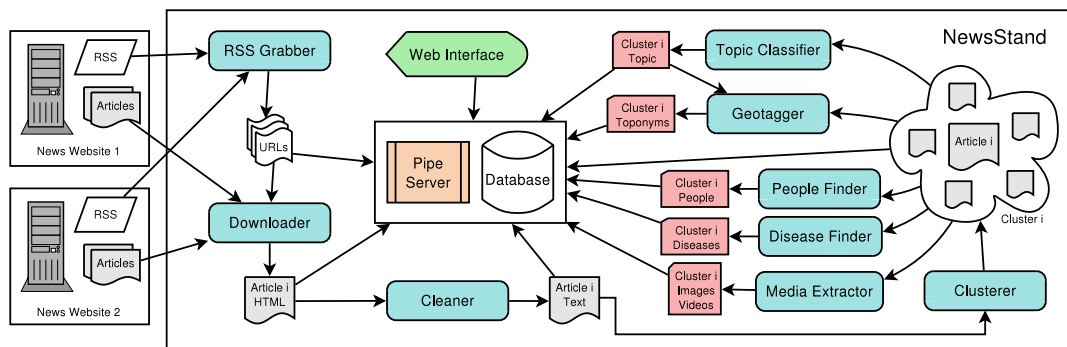 NewsStand
RSS
Articles
News Website 1
RSS
Articles
News Website 2
RSS Grabber
URLs
Downloader
Article i
HTML
Cleaner
Article i
Text
Web Interface
Pipe
Server
Database
Cluster i
Topic
Topic Classifier
Cluster i
Toponyms
Geotagger
Cluster i
People
People Finder
Cluster i
Diseases
Disease Finder
Cluster i
Images
Videos
Media Extractor
Article i
Cluster i
Clusterer